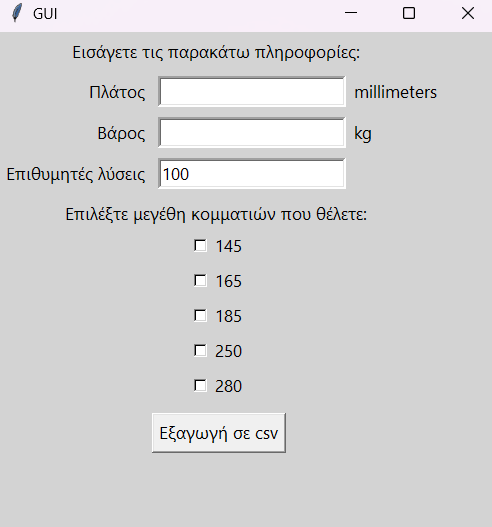 GUI
Εισάγετε τις παρακάτω πληροφορίες:
Πλάτος millimeters
Βάρος kg
Επιθυμητές λύσεις 100
Επιλέξτε μεγέθη κομματιών που θέλετε:
145
165
185
250
280
Εξαγωγή σε csv